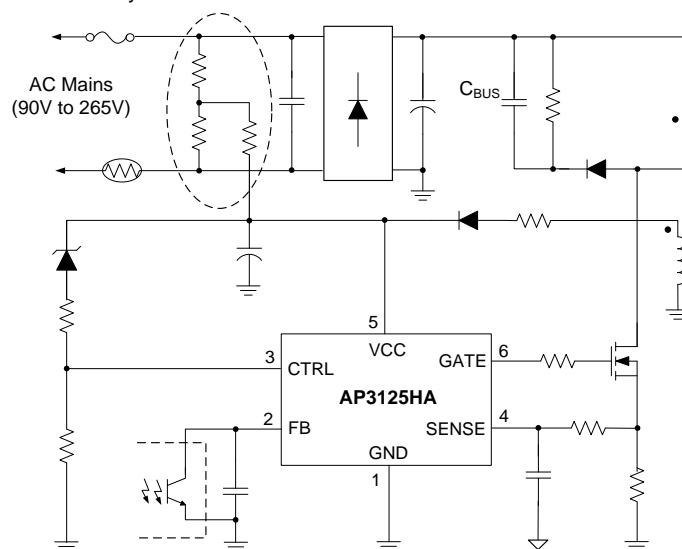 AC Mains
(90V to 265V)
CBUS
5
VCC
3
CTRL
GATE
6
AP3125HA
2
FB
SENSE
4
GND
1